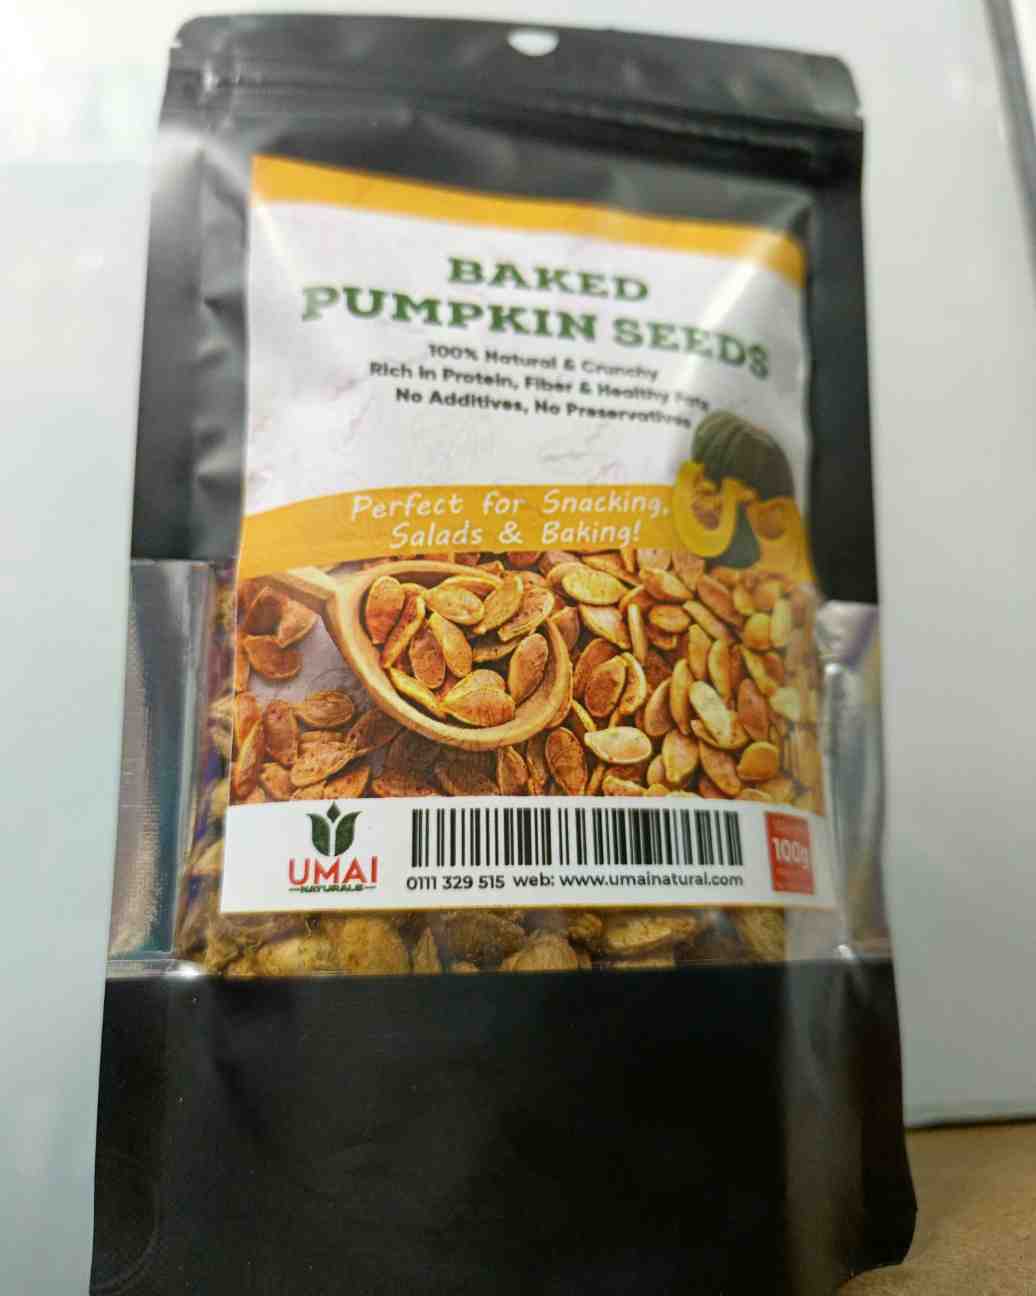 BAKED
PUMPKIN SEEDS
100% Natural & Crunchy
Rich in Protein, Fiber & Healthy Fats
No Additives, No Preservatives
Perfect for Snacking,
Salads & Baking!
UMAI
NATURALS
0111 329 515 web: www.umainatural.com
100g